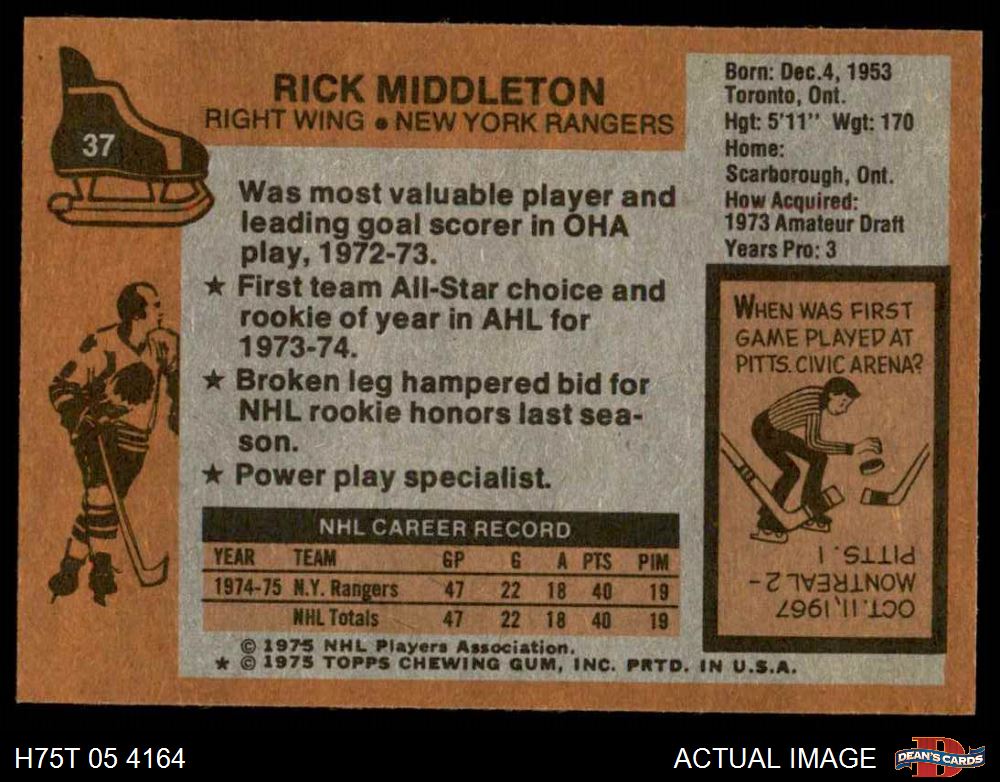 37
RICK MIDDLETON
RIGHT WING • NEW YORK RANGERS
Born: Dec.4, 1953
Toronto, Ont.
Hgt: 5'11" Wgt: 170
Home:
Scarborough, Ont.
How Acquired:
1973 Amateur Draft
Years Pro: 3
Was most valuable player and
leading goal scorer in OHA
play, 1972-73.
★ First team All-Star choice and
rookie of year in AHL for
1973-74.
★ Broken leg hampered bid for
NHL rookie honors last sea-
son.
★ Power play specialist.
NHL CAREER RECORD
YEAR TEAM GP G A PTS PIM
1974-75 N.Y. Rangers 47 22 18 40 19
NHL Totals 47 22 18 40 19
© 1975 NHL Players Association.
★ © 1975 TOPPS CHEWING GUM, INC. PRTD. IN U.S.A.
WHEN WAS FIRST
GAME PLAYED AT
PITTS. CIVIC ARENA?
OCT. 11, 1967
MONTREAL 2 -
PITTS. 1
H75T 05 4164
ACTUAL IMAGE
D
DEAN'S CARDS